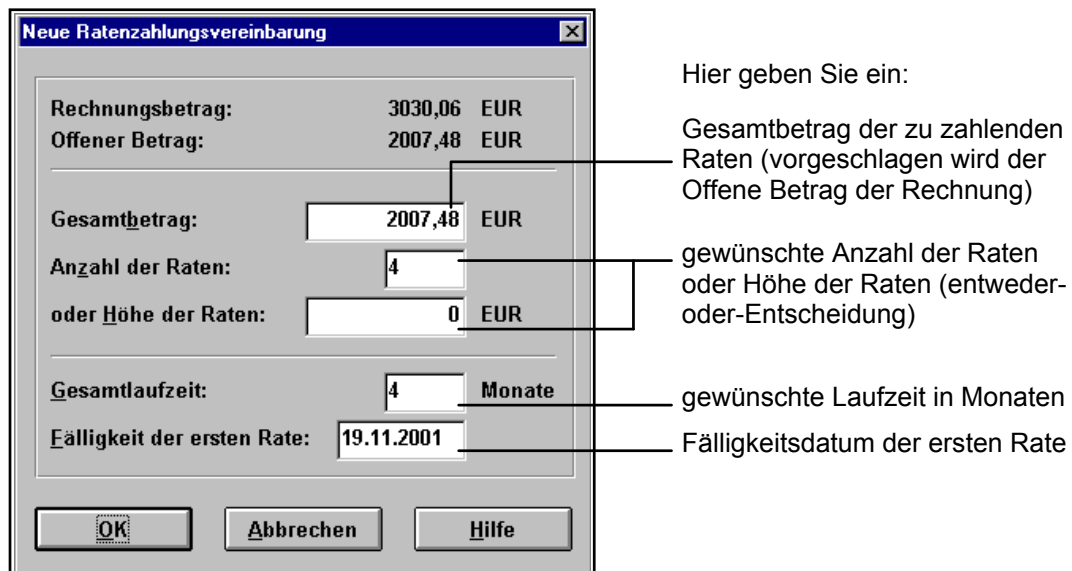 Neue Ratenzahlungsvereinbarung
Rechnungsbetrag: 3030,06 EUR
Offener Betrag: 2007,48 EUR
Gesamtbetrag: 2007,48 EUR
Anzahl der Raten: 4
oder Höhe der Raten: 0 EUR
Gesamtlaufzeit: 4 Monate
Fälligkeit der ersten Rate: 19.11.2001
OK Abbrechen Hilfe
Hier geben Sie ein:
Gesamtbetrag der zu zahlenden
Raten (vorgeschlagen wird der
Offene Betrag der Rechnung)
gewünschte Anzahl der Raten
oder Höhe der Raten (entweder-
oder-Entscheidung)
gewünschte Laufzeit in Monaten
Fälligkeitsdatum der ersten Rate